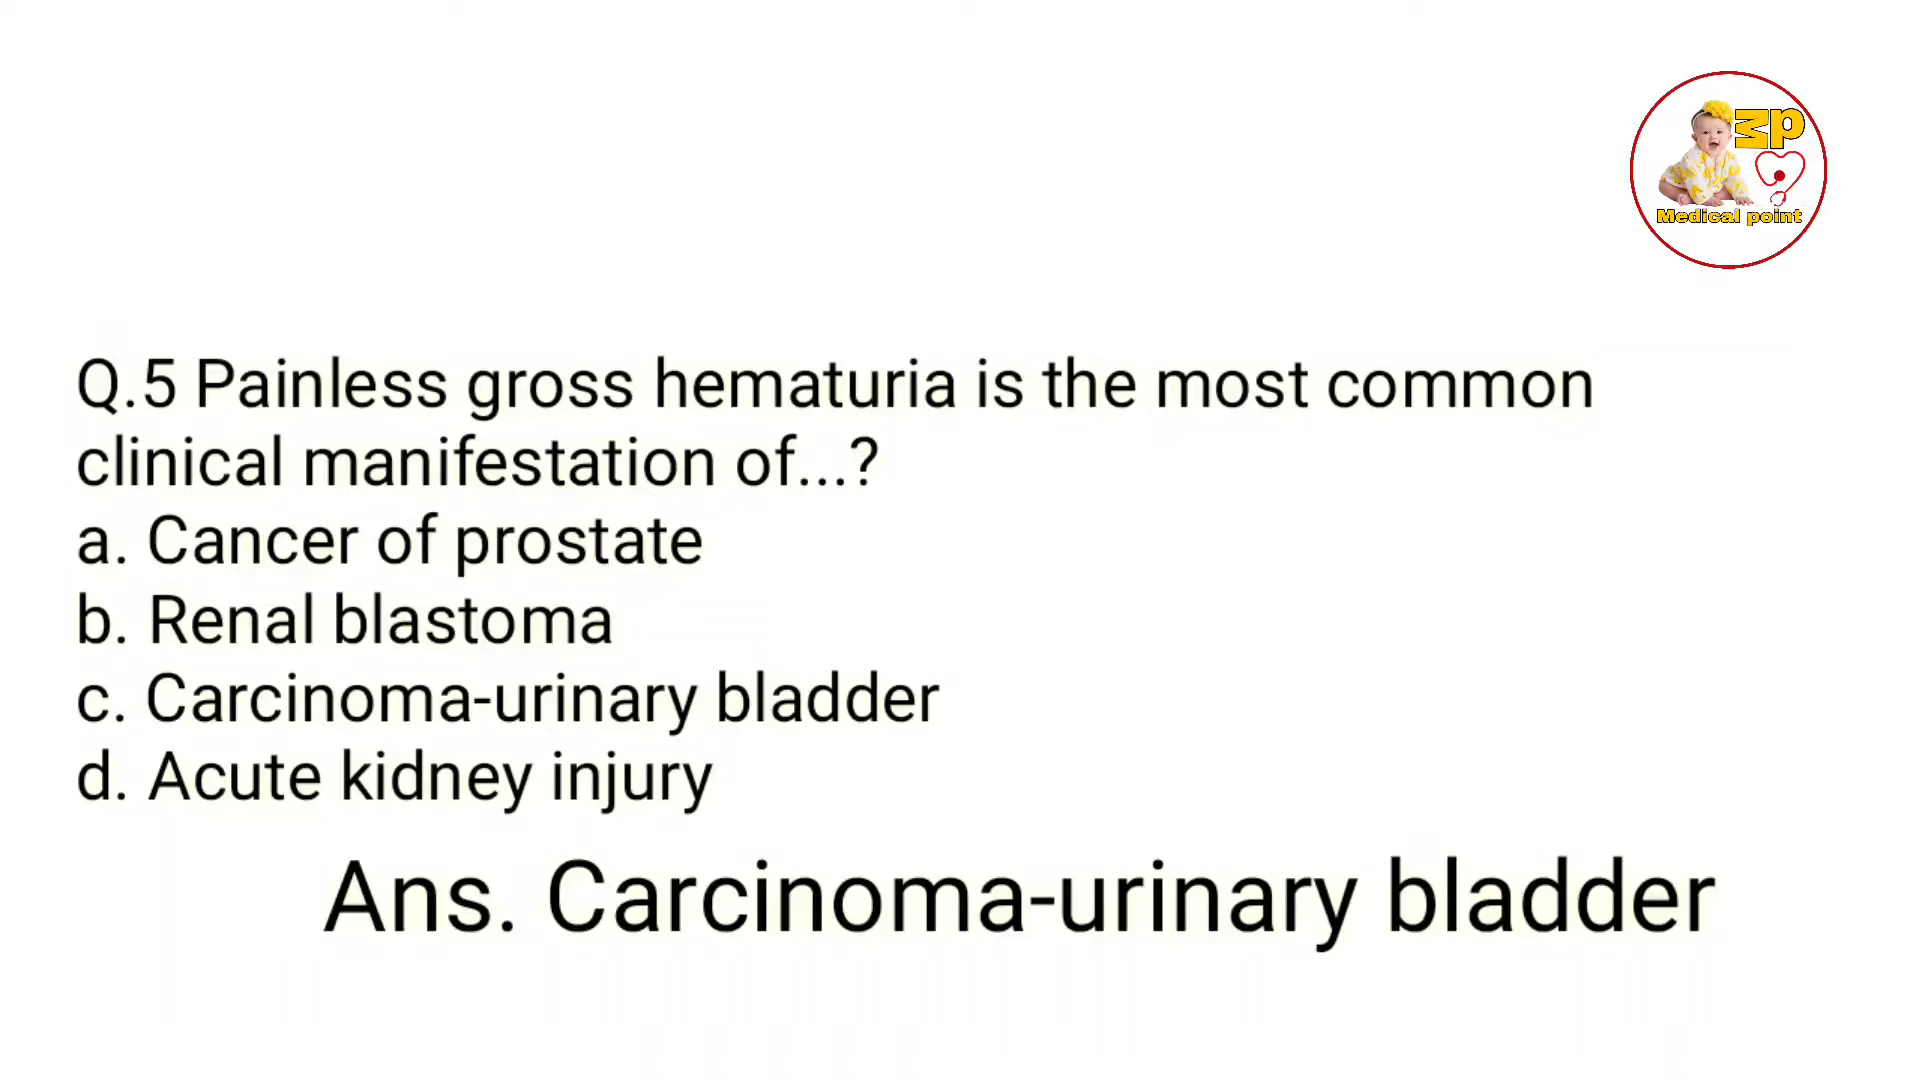 Mp
Medical point
Q.5 Painless gross hematuria is the most common
clinical manifestation of...?
a. Cancer of prostate
b. Renal blastoma
c. Carcinoma-urinary bladder
d. Acute kidney injury
Ans. Carcinoma-urinary bladder